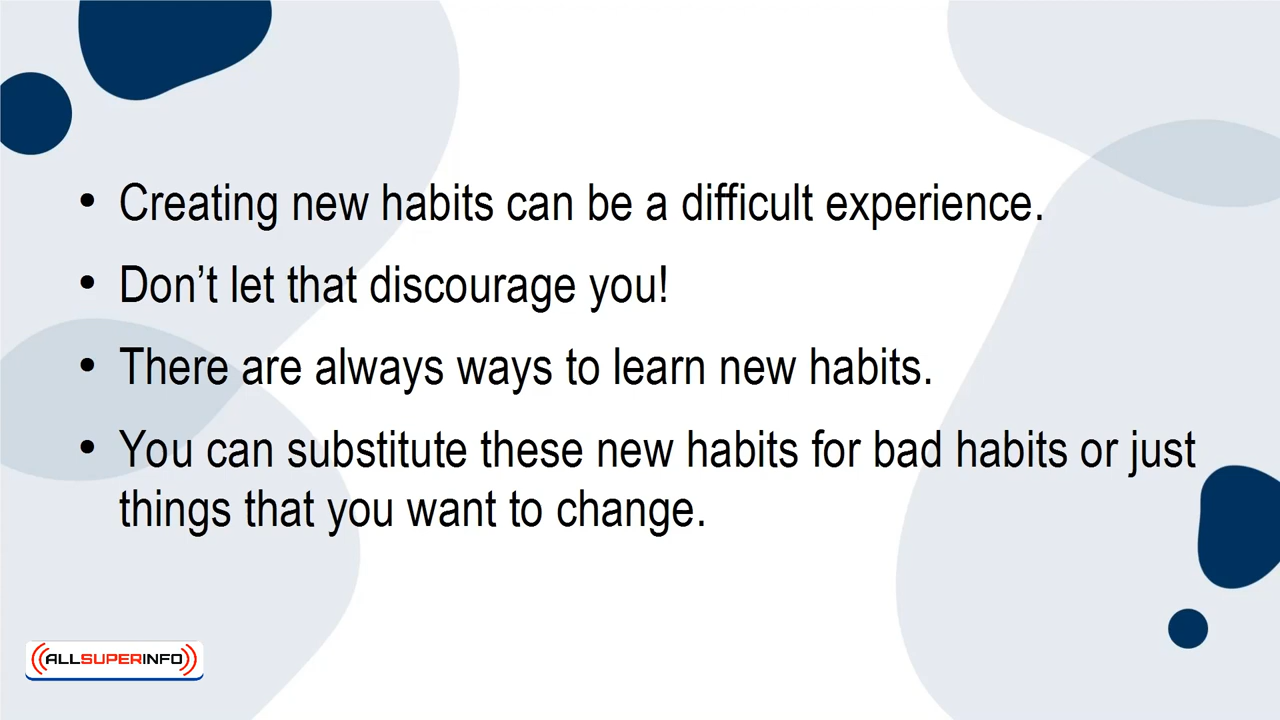 • Creating new habits can be a difficult experience.
• Don’t let that discourage you!
• There are always ways to learn new habits.
• You can substitute these new habits for bad habits or just
things that you want to change.
ALLSUPERINFO